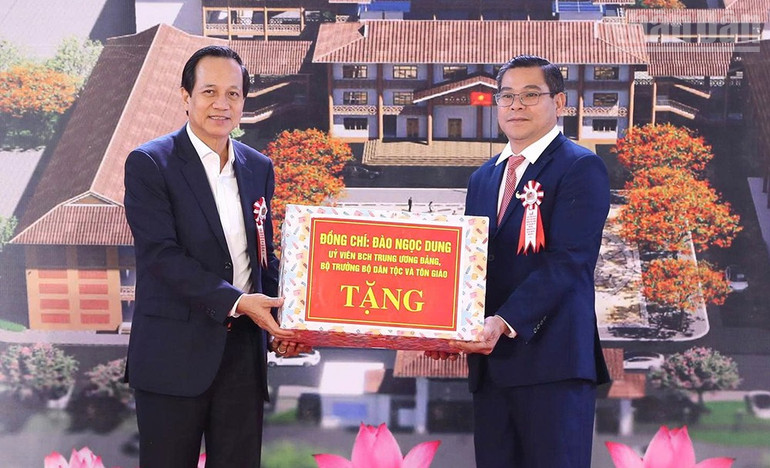 ĐỒNG CHÍ: ĐÀO NGỌC DUNG
UỶ VIÊN BCH TRUNG ƯƠNG ĐẢNG,
BỘ TRƯỞNG BỘ DÂN TỘC VÀ TÔN GIÁO
TẶNG